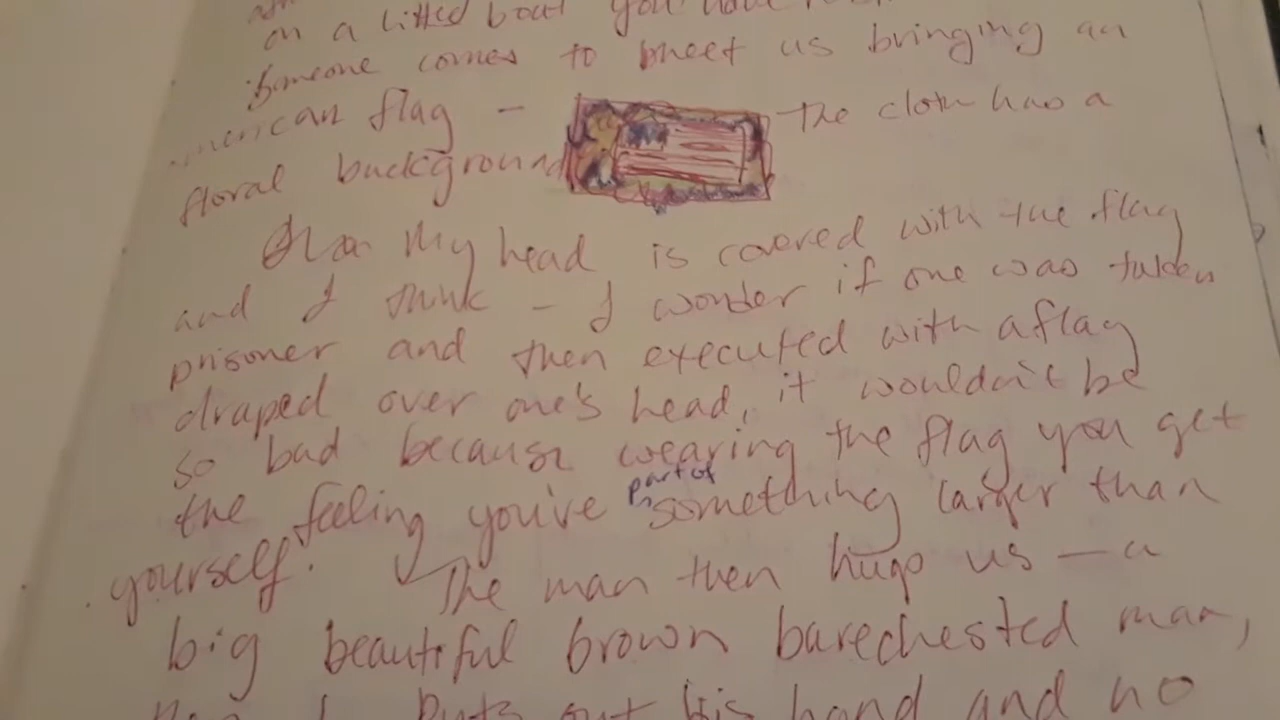 on a litted boat you have
Someone comes to meet us bringing an
merican flag - The cloth has a
floral background
My head is covered with the flag
and I think - I wonder if one was taken
prisoner and then executed with a flag
draped over one's head, it wouldn't be
so bad because wearing the flag you get
the feeling you've part of something larger than
yourself.
The man then hugs us - a
big beautiful brown barechested man,
puts out his hand and no